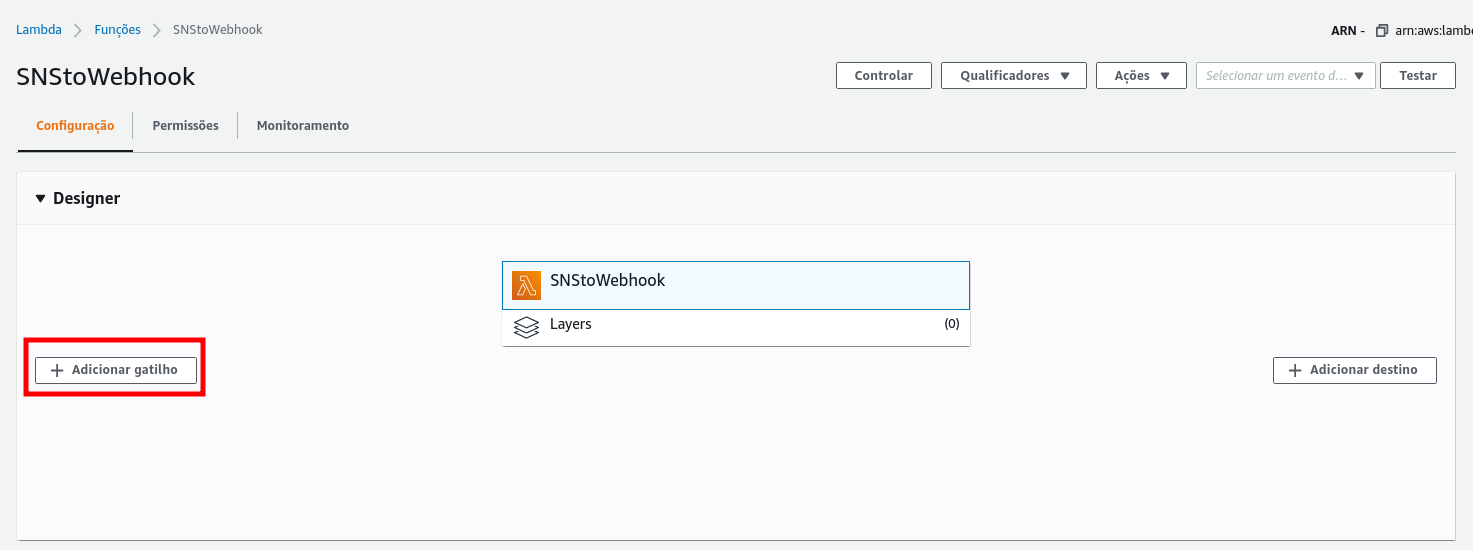 Lambda > Funções > SNStoWebhook
ARN - arn:aws:lamb
SNStoWebhook
Controlar Qualificadores Ações Selecionar um evento d... Testar
Configuração Permissões Monitoramento
Designer
SNStoWebhook
Layers (0)
Adicionar gatilho Adicionar destino